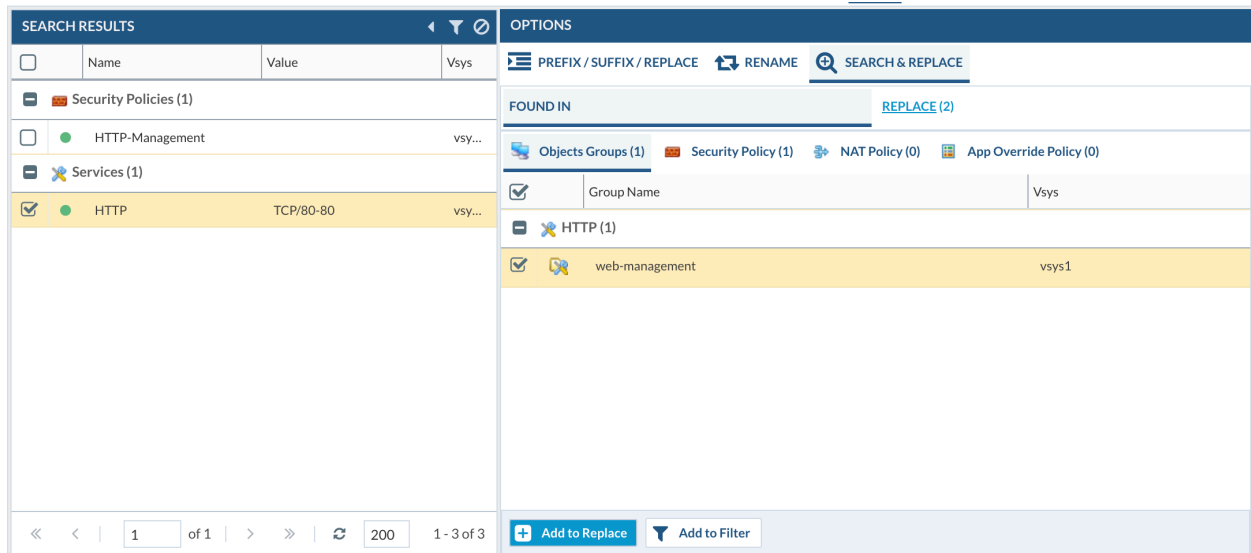 SEARCH RESULTS
Name Value Vsys
Security Policies (1)
HTTP-Management vsy...
Services (1)
HTTP TCP/80-80 vsy...
1 of 1 200 1 - 3 of 3
OPTIONS
PREFIX / SUFFIX / REPLACE RENAME SEARCH & REPLACE
FOUND IN REPLACE (2)
Objects Groups (1) Security Policy (1) NAT Policy (0) App Override Policy (0)
Group Name Vsys
HTTP (1)
web-management vsys1
Add to Replace Add to Filter